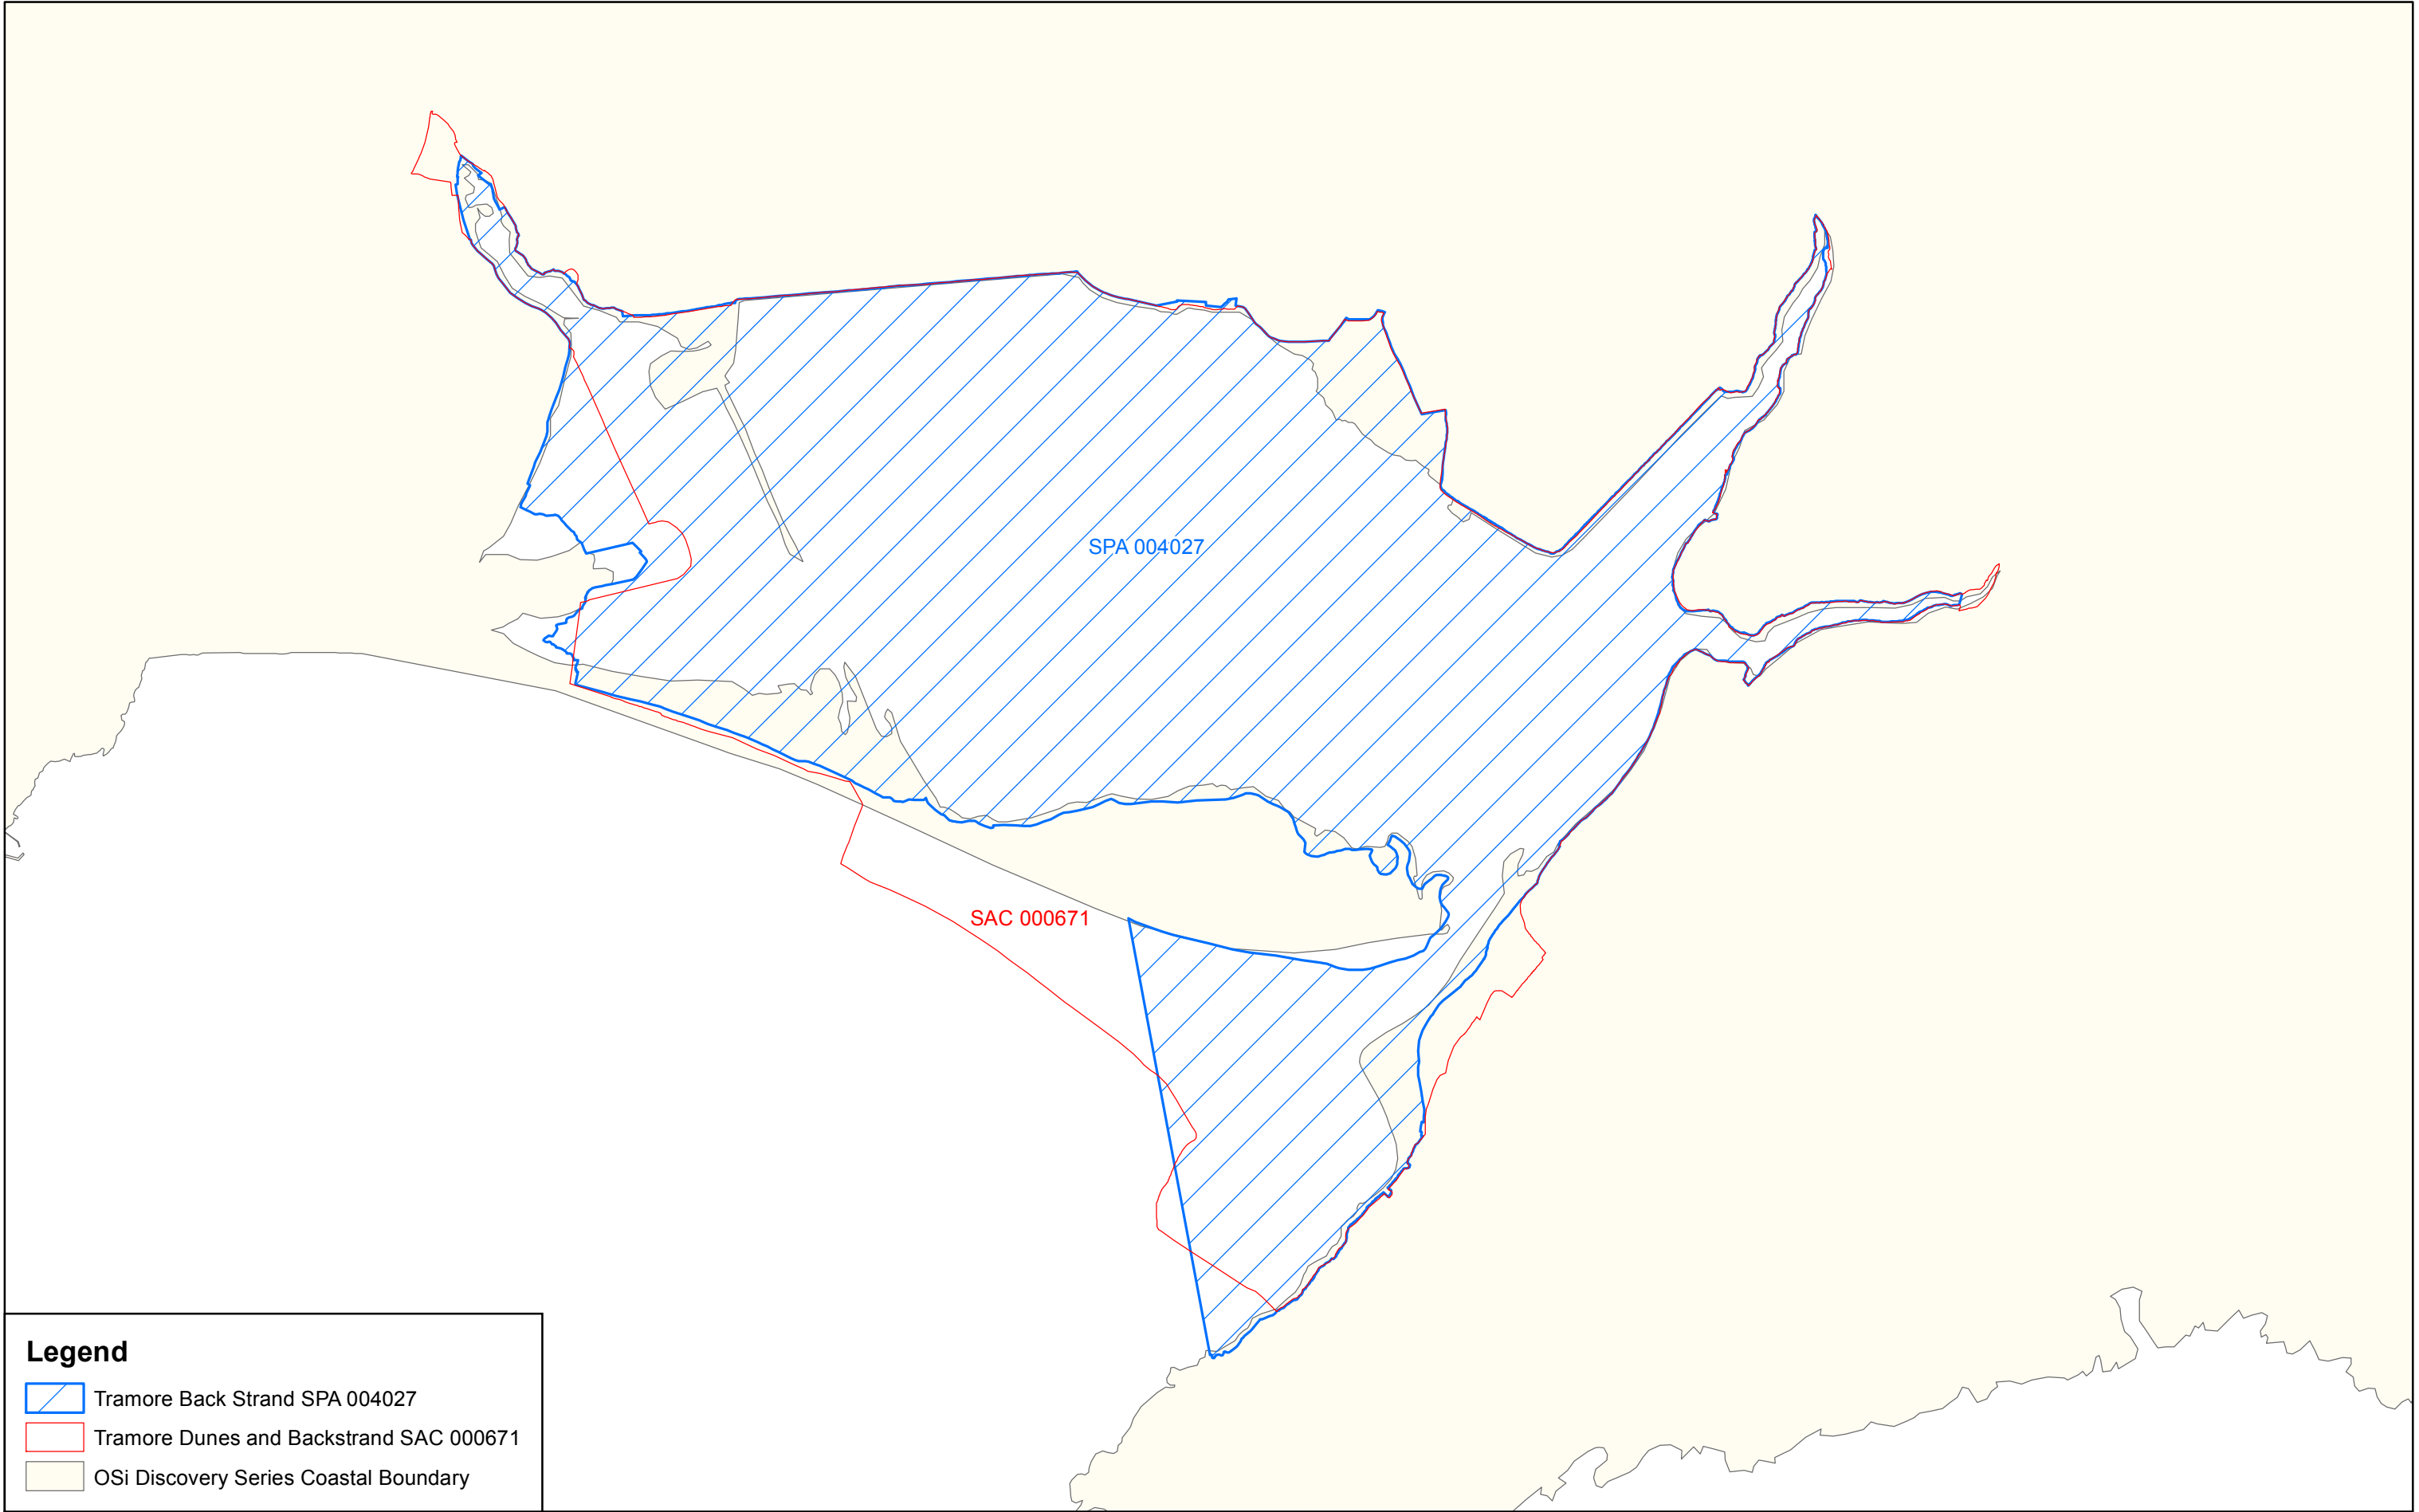 SPA 004027
SAC 000671
Legend
Tramore Back Strand SPA 004027
Tramore Dunes and Backstrand SAC 000671
OSi Discovery Series Coastal Boundary